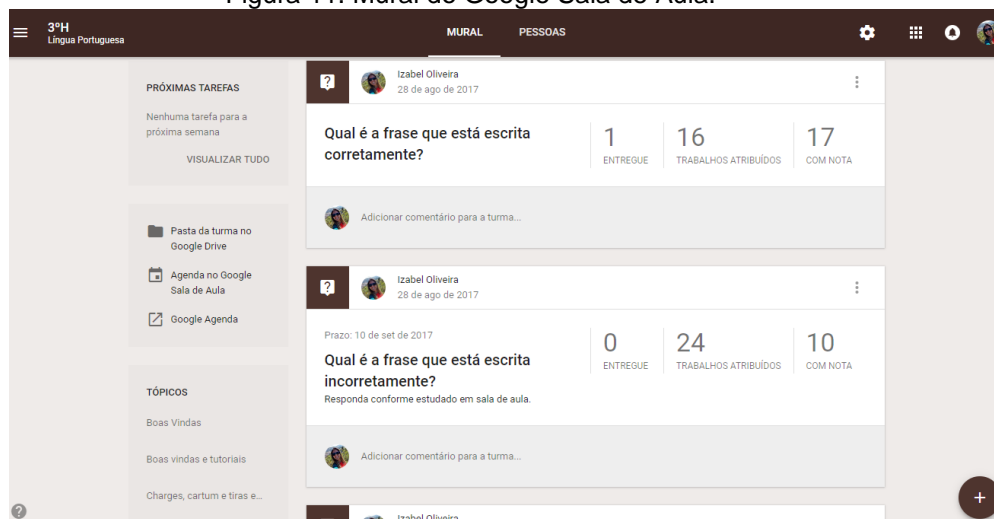 Figura 11: Mural do Google Sala de Aula.
3ºH
Língua Portuguesa
MURAL
PESSOAS
PRÓXIMAS TAREFAS
Nenhuma tarefa para a
próxima semana
VISUALIZAR TUDO
Pasta da turma no
Google Drive
Agenda no Google
Sala de Aula
Google Agenda
TÓPICOS
Boas Vindas
Boas vindas e tutoriais
Charges, cartum e tiras e...
Izabel Oliveira
28 de ago de 2017
Qual é a frase que está escrita
corretamente?
1
ENTREGUE
16
TRABALHOS ATRIBUÍDOS
17
COM NOTA
Adicionar comentário para a turma...
Izabel Oliveira
28 de ago de 2017
Prazo: 10 de set de 2017
Qual é a frase que está escrita
incorretamente?
Responda conforme estudado em sala de aula.
0
ENTREGUE
24
TRABALHOS ATRIBUÍDOS
10
COM NOTA
Adicionar comentário para a turma...
Izabel Oliveira